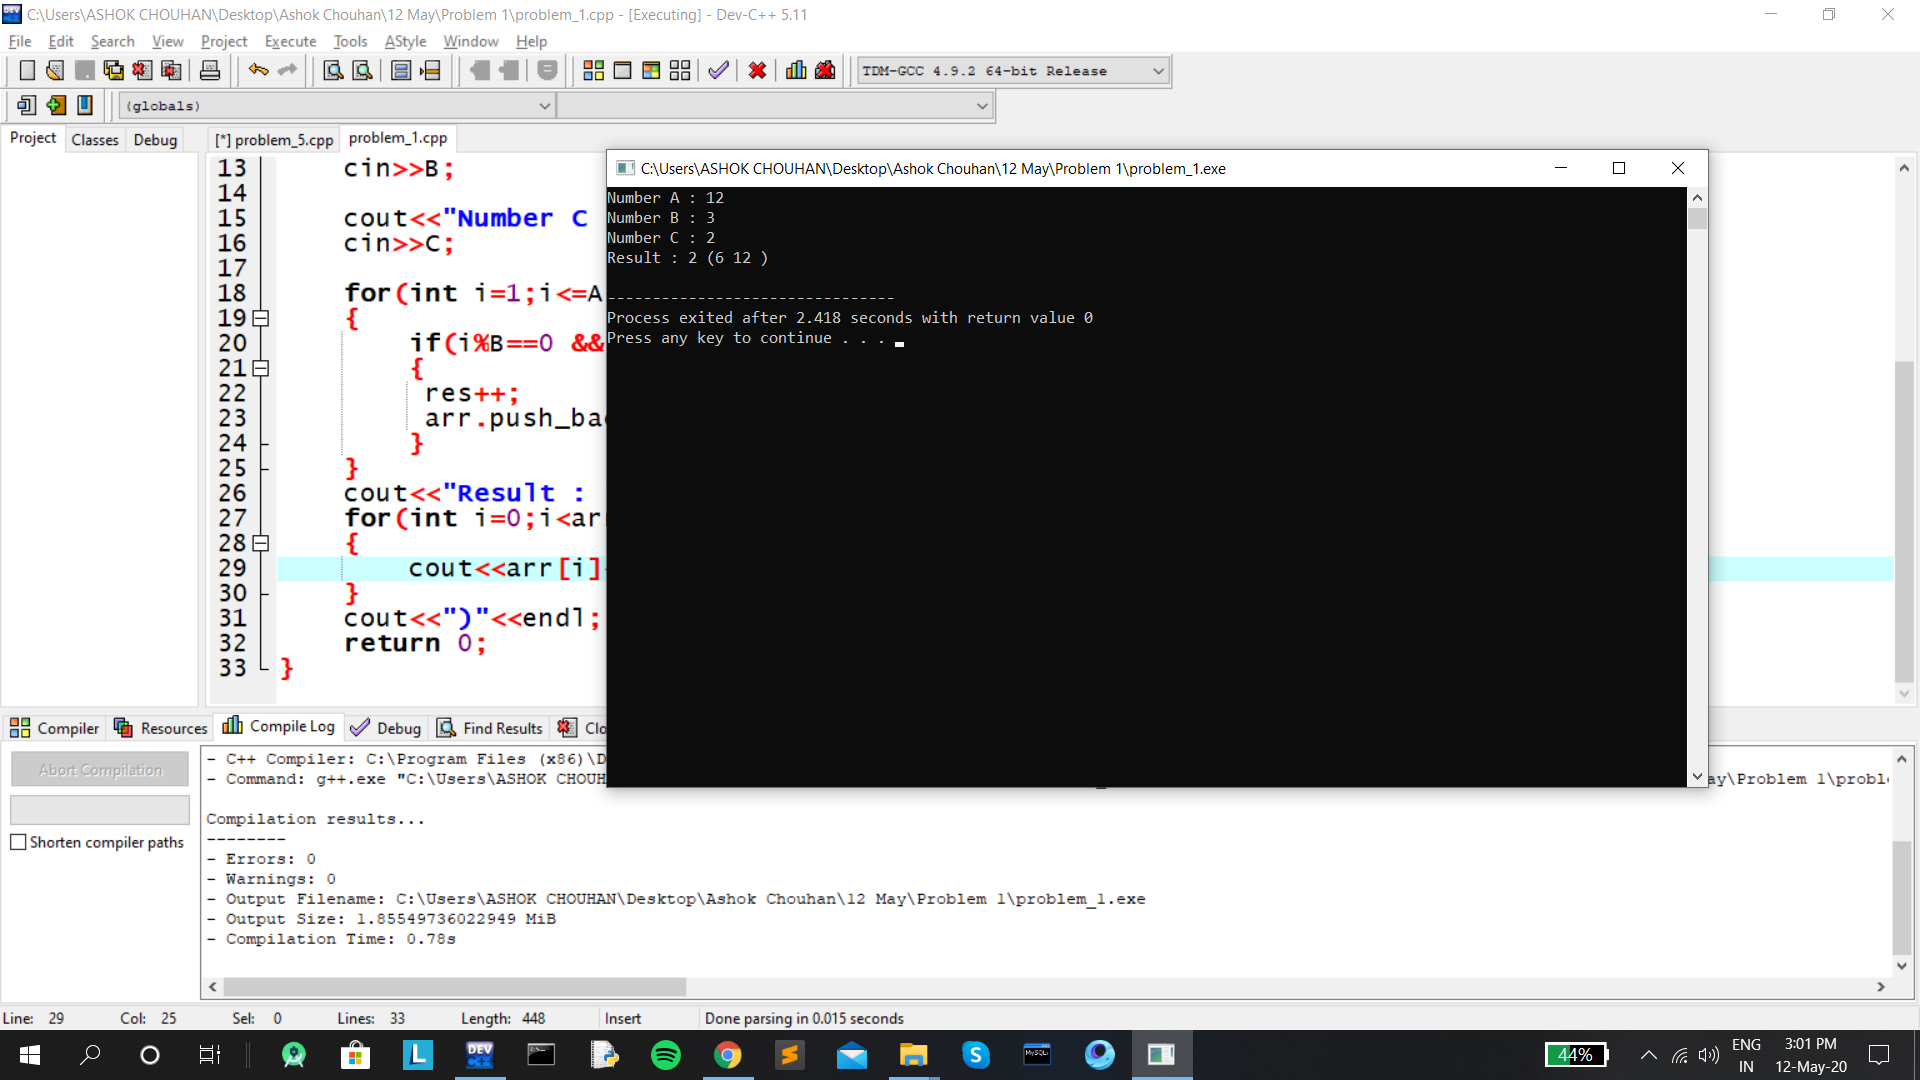 C:\Users\ASHOK CHOUHAN\Desktop\Ashok Chouhan\12 May\Problem 1\problem_1.cpp - [Executing] - Dev-C++ 5.11
File Edit Search View Project Execute Tools AStyle Window Help
TDM-GCC 4.9.2 64-bit Release
(globals)
Project Classes Debug
[*] problem_5.cpp problem_1.cpp
13 cin>>B;
14
15 cout<<"Number C
16 cin>>C;
17
18 for(int i=1;i<=A
19 {
20 if(i%B==0 &&
21 {
22 res++;
23 arr.push_ba
24 }
25 }
26 cout<<"Result :
27 for(int i=0;i<ar
28 {
29 cout<<arr[i]
30 }
31 cout<<")"<<endl;
32 return 0;
33 }
C:\Users\ASHOK CHOUHAN\Desktop\Ashok Chouhan\12 May\Problem 1\problem_1.exe
Number A : 12
Number B : 3
Number C : 2
Result : 2 (6 12 )
--------------------------------
Process exited after 2.418 seconds with return value 0
Press any key to continue . . .
Compiler Resources Compile Log Debug Find Results Clo
Abort Compilation
Shorten compiler paths
- C++ Compiler: C:\Program Files (x86)\D
- Command: g++.exe "C:\Users\ASHOK CHOUH
ay\Problem 1\probl
Compilation results...
--------
- Errors: 0
- Warnings: 0
- Output Filename: C:\Users\ASHOK CHOUHAN\Desktop\Ashok Chouhan\12 May\Problem 1\problem_1.exe
- Output Size: 1.85549736022949 MiB
- Compilation Time: 0.78s
Line: 29 Col: 25 Sel: 0 Lines: 33 Length: 448 Insert Done parsing in 0.015 seconds
L
DEV C++
MySQL
44%
ENG
IN
3:01 PM
12-May-20